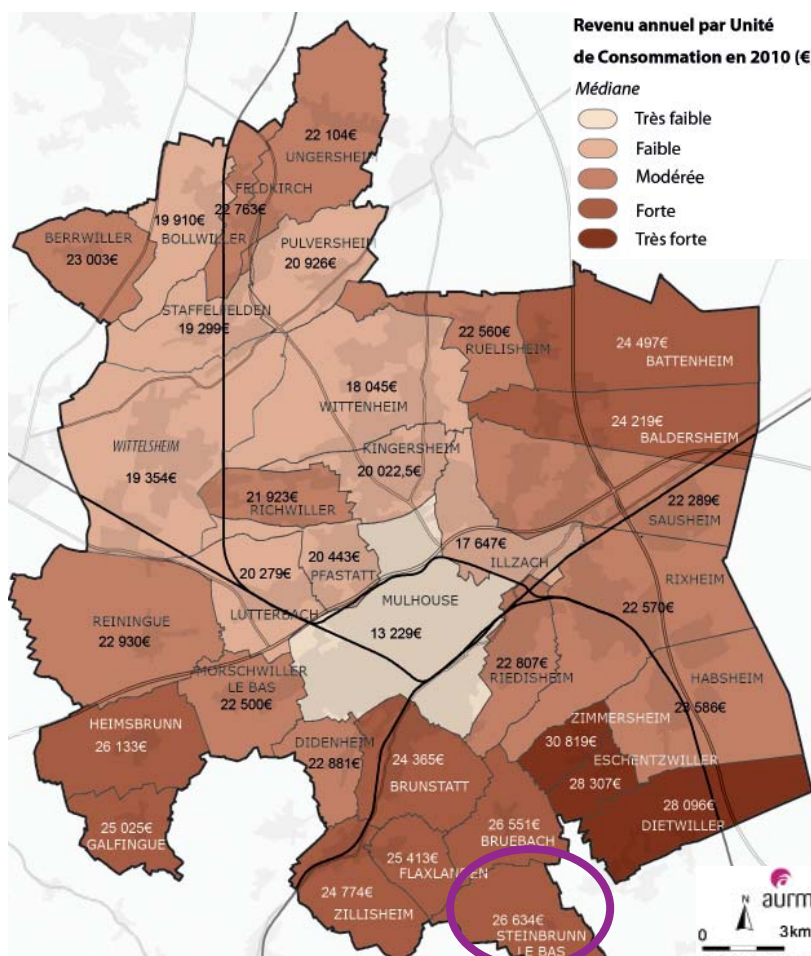 Revenu annuel par Unité
de Consommation en 2010 (€
Médiane
Très faible
Faible
Modérée
Forte
Très forte
22 104€
UNGERSHEIM
FELDKIRCH
22 763€
19 910€
BOLLWILLER
BERRWILLER
23 003€
PULVERSHEIM
20 926€
STAFFELFELDEN
19 299€
22 560€
RUELISHEIM
24 497€
BATTENHEIM
18 045€
WITTENHEIM
24 219€
BALDERSHEIM
WITTELSHEIM
19 354€
KINGERSHEIM
20 022,5€
21 923€
RICHWILLER
22 289€
SAUSHEIM
17 647€
ILLZACH
20 443€
PFASTATT
20 279€
LUTTERBACH
MULHOUSE
13 229€
RIXHEIM
22 570€
REININGUE
22 930€
MORSCHWILLER
LE BAS
22 500€
22 807€
RIEDISHEIM
HABSHEIM
23 586€
HEIMSBRUNN
26 133€
DIDENHEIM
22 881€
24 365€
BRUNSTATT
ZIMMERSHEIM
30 819€
ESCHENTZWILLER
28 307€
28 096€
DIETWILLER
25 025€
GALFINGUE
26 551€
BRUEBACH
25 413€
FLAXLANDEN
24 774€
ZILLISHEIM
26 634€
STEINBRUNN
LE BAS
aurm
N
0 3km